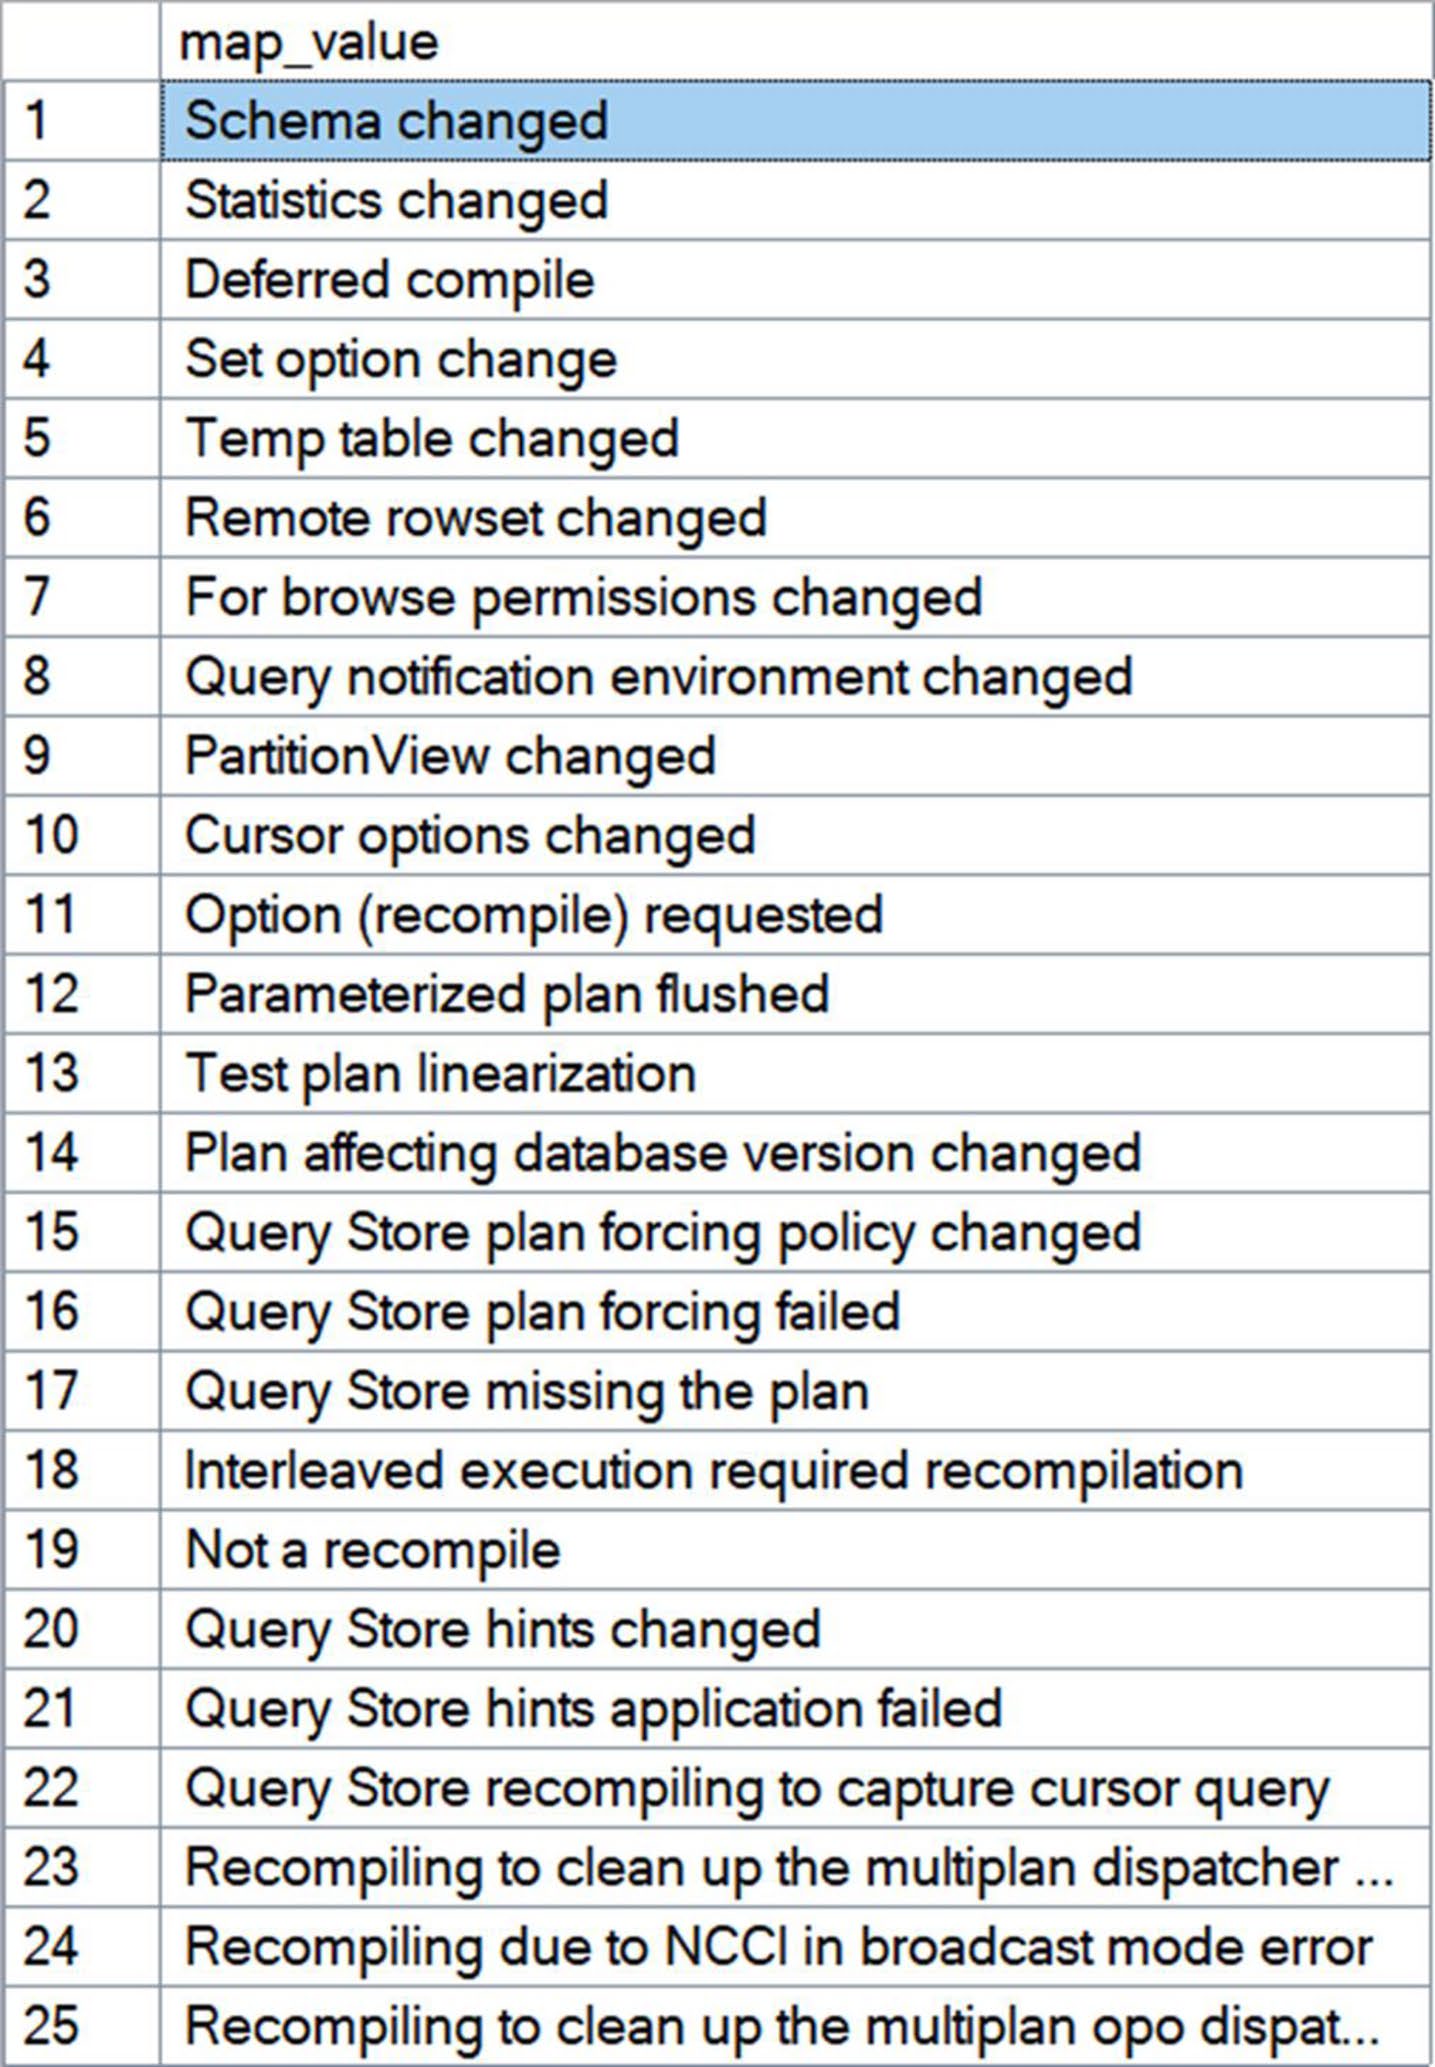 map_value
1 Schema changed
2 Statistics changed
3 Deferred compile
4 Set option change
5 Temp table changed
6 Remote rowset changed
7 For browse permissions changed
8 Query notification environment changed
9 PartitionView changed
10 Cursor options changed
11 Option (recompile) requested
12 Parameterized plan flushed
13 Test plan linearization
14 Plan affecting database version changed
15 Query Store plan forcing policy changed
16 Query Store plan forcing failed
17 Query Store missing the plan
18 Interleaved execution required recompilation
19 Not a recompile
20 Query Store hints changed
21 Query Store hints application failed
22 Query Store recompiling to capture cursor query
23 Recompiling to clean up the multiplan dispatcher ...
24 Recompiling due to NCCI in broadcast mode error
25 Recompiling to clean up the multiplan opo dispat...